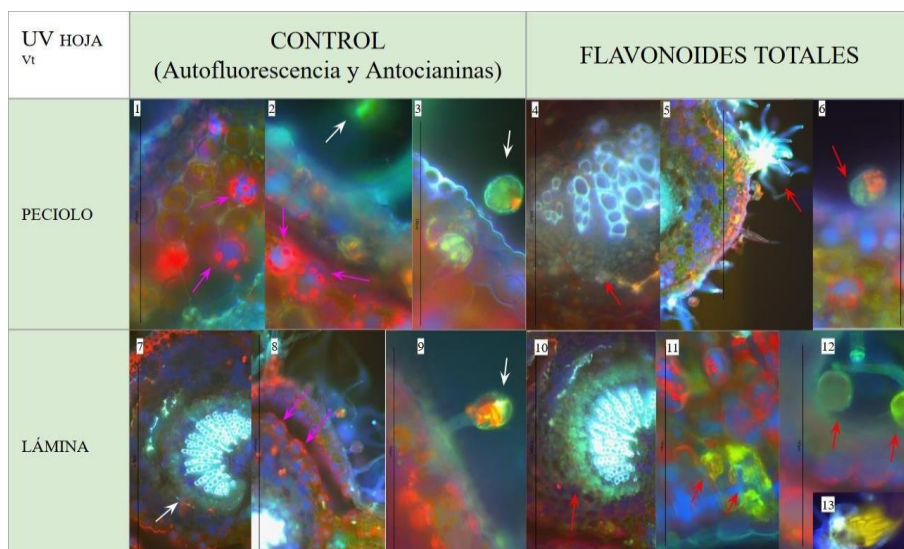 UV HOJA
Vt
CONTROL
(Autofluorescencia y Antocianinas)
FLAVONOIDES TOTALES
PECIOLO
1
2
3
4
5
6
LÁMINA
7
8
9
10
11
12
13